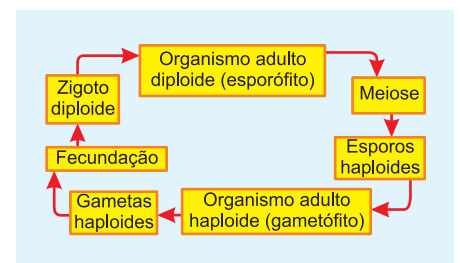 Organismo adulto
diploide (esporófito)
Meiose
Esporos
haploides
Organismo adulto
haploide (gametófito)
Gametas
haploides
Fecundação
Zigoto
diploide